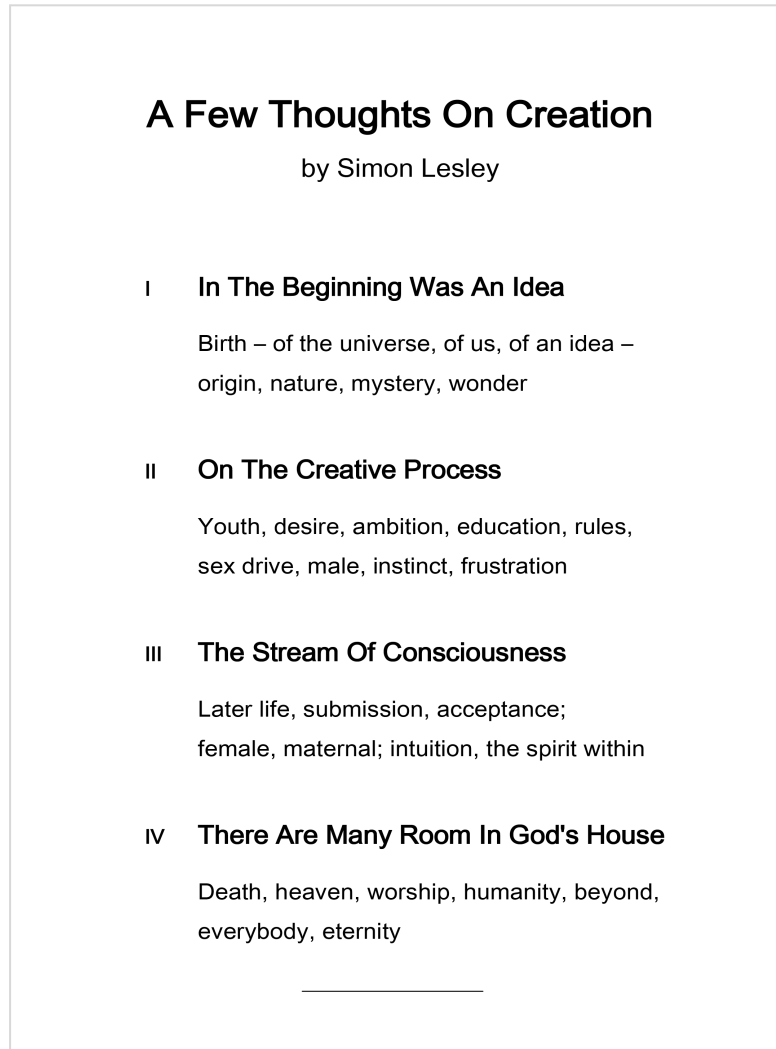 A Few Thoughts On Creation
by Simon Lesley
I In The Beginning Was An Idea
Birth – of the universe, of us, of an idea –
origin, nature, mystery, wonder
II On The Creative Process
Youth, desire, ambition, education, rules,
sex drive, male, instinct, frustration
III The Stream Of Consciousness
Later life, submission, acceptance;
female, maternal; intuition, the spirit within
IV There Are Many Room In God's House
Death, heaven, worship, humanity, beyond,
everybody, eternity